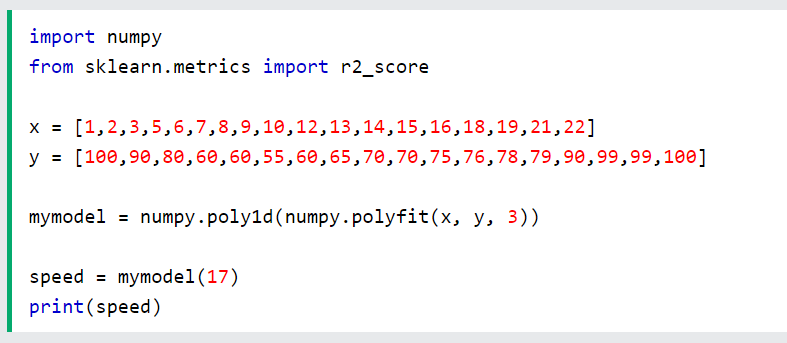 import numpy
from sklearn.metrics import r2_score
x = [1,2,3,5,6,7,8,9,10,12,13,14,15,16,18,19,21,22]
y = [100,90,80,60,60,55,60,65,70,70,75,76,78,79,90,99,99,100]
mymodel = numpy.poly1d(numpy.polyfit(x, y, 3))
speed = mymodel(17)
print(speed)